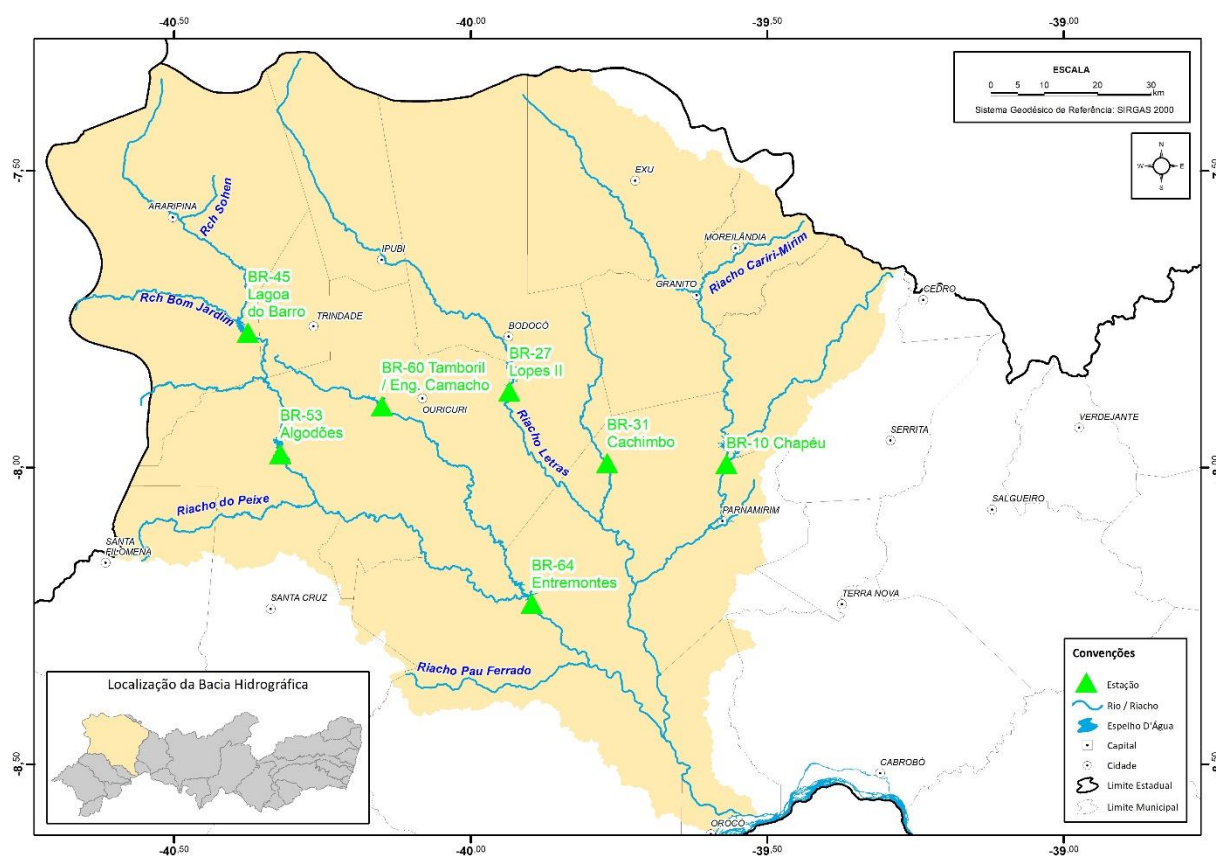 -40,50
-40,00
-39,50
-39,00
ESCALA
0 5 10 20 30
km
Sistema Geodésico de Referência: SIRGAS 2000
N
W E
S
-7,50
-7,50
EXU
ARARIPINA
Rch Sohen
MOREILÂNDIA
IPUBI
Riacho Cariri-Mirim
BR-45
Lagoa
do Barro
GRANITO
CEDRO
Rch Bom Jardim
TRINDADE
BODOCÓ
BR-27
Lopes II
BR-60 Tamboril
/ Eng. Camacho
OURICURI
BR-53
Algodões
Riacho Letras
BR-31
Cachimbo
BR-10 Chapéu
SERRITA
VERDEJANTE
-8,00
-8,00
Riacho do Peixe
PARNAMIRIM
SALGUEIRO
SANTA
FILOMENA
BR-64
Entremontes
SANTA CRUZ
TERRA NOVA
Riacho Pau Ferrado
Localização da Bacia Hidrográfica
Convenções
Estação
Rio / Riacho
Espelho D'Água
Capital
Cidade
Limite Estadual
Limite Municipal
-8,50
-8,50
CABROBÓ
OROCÓ
-40,50
-40,00
-39,50
-39,00